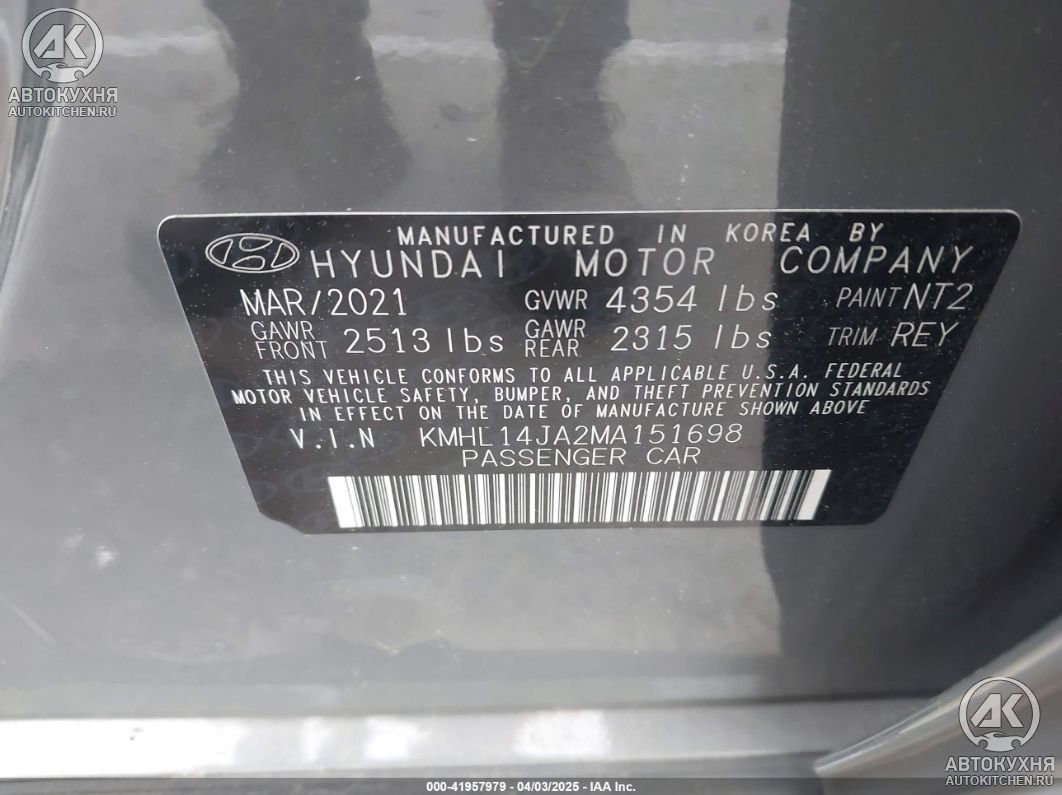 AK
АВТОКУХНЯ
AUTOKITCHEN.RU
MANUFACTURED IN KOREA BY
HYUNDAI MOTOR COMPANY
MAR/2021 GVWR 4354 lbs PAINT NT2
GAWR FRONT 2513 lbs GAWR REAR 2315 lbs TRIM REY
THIS VEHICLE CONFORMS TO ALL APPLICABLE U.S.A. FEDERAL
MOTOR VEHICLE SAFETY, BUMPER, AND THEFT PREVENTION STANDARDS
IN EFFECT ON THE DATE OF MANUFACTURE SHOWN ABOVE
V.I.N KMHL14JA2MA151698
PASSENGER CAR
AK
АВТОКУХНЯ
AUTOKITCHEN.RU
000-41957979 - 04/03/2025 - IAA Inc.